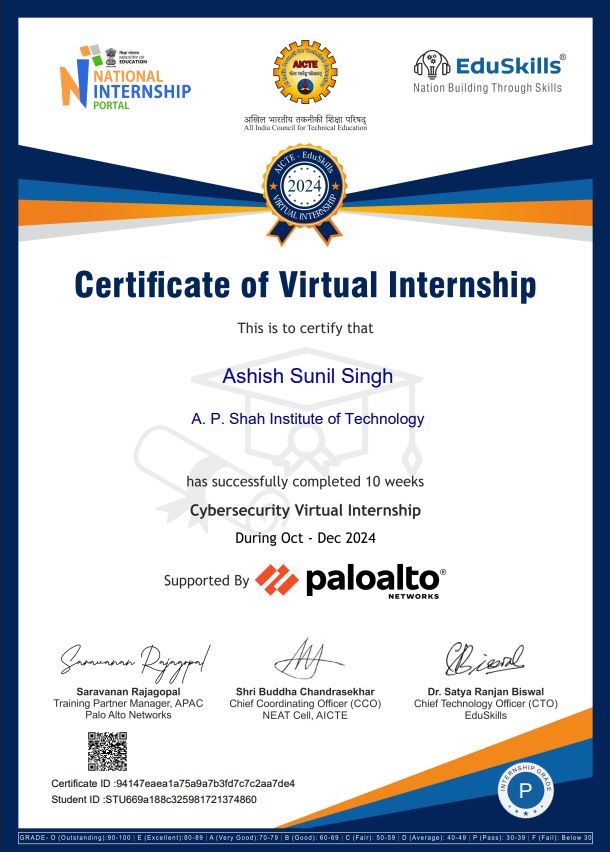 शिक्षा मंत्रालय
MINISTRY OF
EDUCATION
NATIONAL
INTERNSHIP
PORTAL
AICTE
EduSkills®
Nation Building Through Skills
अखिल भारतीय तकनीकी शिक्षा परिषद्
All India Council for Technical Education
AICTE - EduSkills
2024
VIRTUAL INTERNSHIP
Certificate of Virtual Internship
This is to certify that
Ashish Sunil Singh
A. P. Shah Institute of Technology
has successfully completed 10 weeks
Cybersecurity Virtual Internship
During Oct - Dec 2024
Supported By paloalto®
NETWORKS
Saravanan Rajagopal
C Biswal
Saravanan Rajagopal
Training Partner Manager, APAC
Palo Alto Networks
Shri Buddha Chandrasekhar
Chief Coordinating Officer (CCO)
NEAT Cell, AICTE
Dr. Satya Ranjan Biswal
Chief Technology Officer (CTO)
EduSkills
Certificate ID :94147eaea1a75a9a7b3fd7c7c2aa7de4
Student ID :STU669a188c325981721374860
INTERNSHIP GRADE
P
GRADE- O (Outstanding):90-100 | E (Excellent):80-89 | A (Very Good):70-79 | B (Good): 60-69 | C (Fair): 50-59 | D (Average): 40-49 | P (Pass): 30-39 | F (Fail): Below 30